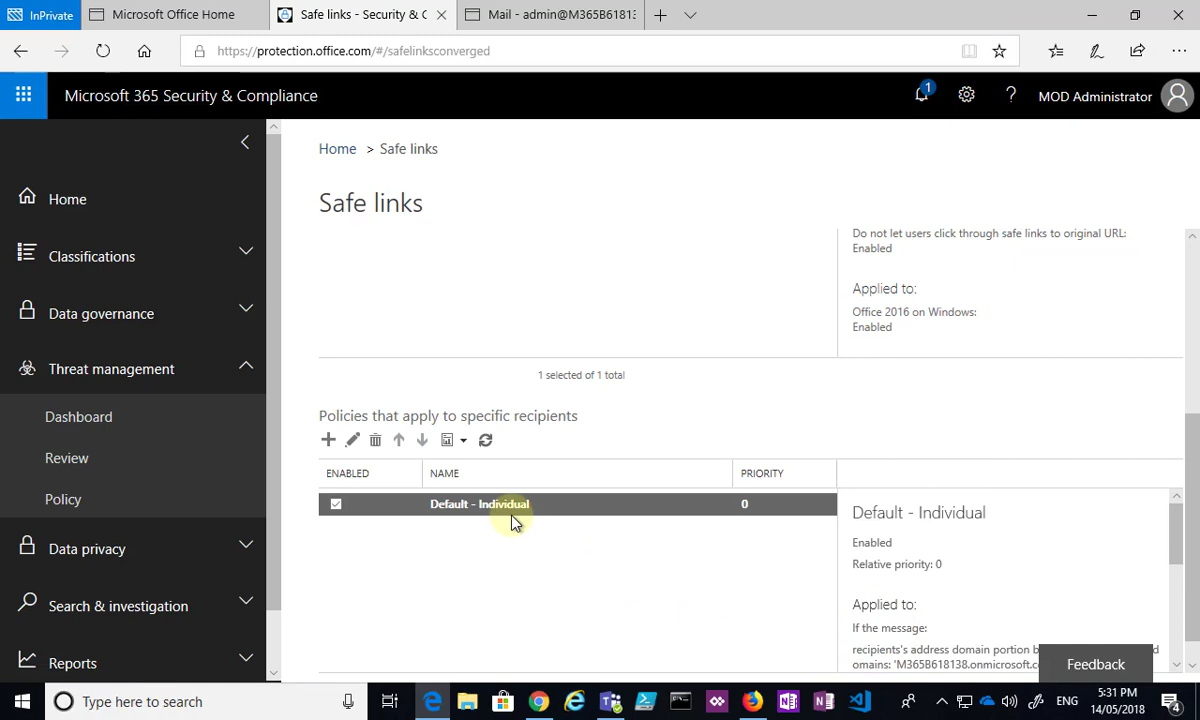 InPrivate
Microsoft Office Home
Safe links - Security & C
Mail - admin@M365B61813
https://protection.office.com/#/safelinksconverged
Microsoft 365 Security & Compliance
1
MOD Administrator
Home > Safe links
Safe links
Home
Classifications
Data governance
Threat management
Dashboard
Review
Policy
Data privacy
Search & investigation
Reports
Do not let users click through safe links to original URL:
Enabled
Applied to:
Office 2016 on Windows:
Enabled
1 selected of 1 total
Policies that apply to specific recipients
ENABLED NAME PRIORITY
Default - Individual 0
Default - Individual
Enabled
Relative priority: 0
Applied to:
If the message:
recipients's address domain portion
omains: 'M365B618138.onmicrosoft.c
Feedback
Type here to search
ENG
5:31 PM
14/05/2018
4